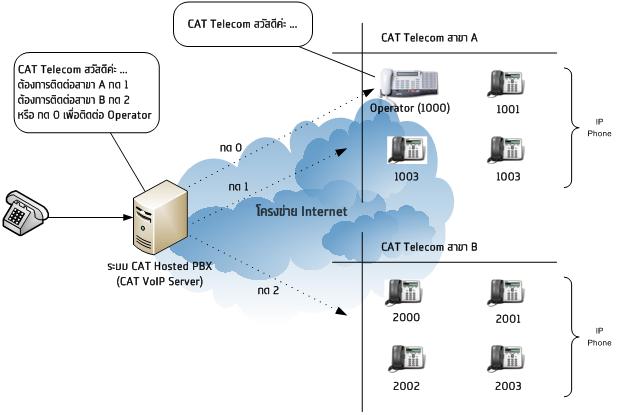 CAT Telecom สวัสดีค่ะ ...
CAT Telecom สวัสดีค่ะ ...
ต้องการติดต่อสาขา A กด 1
ต้องการติดต่อสาขา B กด 2
หรือ กด 0 เพื่อติดต่อ Operator
CAT Telecom สาขา A
Operator (1000)
1001
1003
1003
IP
Phone
กด 0
กด 1
โครงข่าย Internet
กด 2
ระบบ CAT Hosted PBX
(CAT VoIP Server)
CAT Telecom สาขา B
2000
2001
2002
2003
IP
Phone